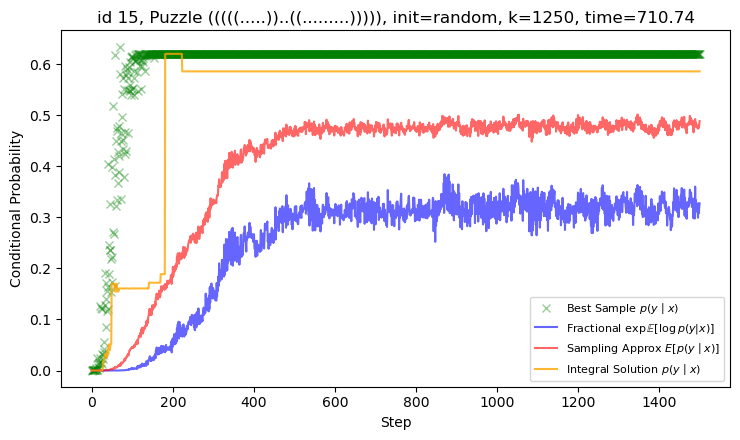 id 15, Puzzle (((((.....))..((.........))))), init=random, k=1250, time=710.74
Conditional Probability
0.6
0.5
0.4
0.3
0.2
0.1
0.0
Best Sample p(y | x)
Fractional exp𝔼[log p(y|x)]
Sampling Approx E[p(y | x)]
Integral Solution p(y | x)
0 200 400 600 800 1000 1200 1400
Step